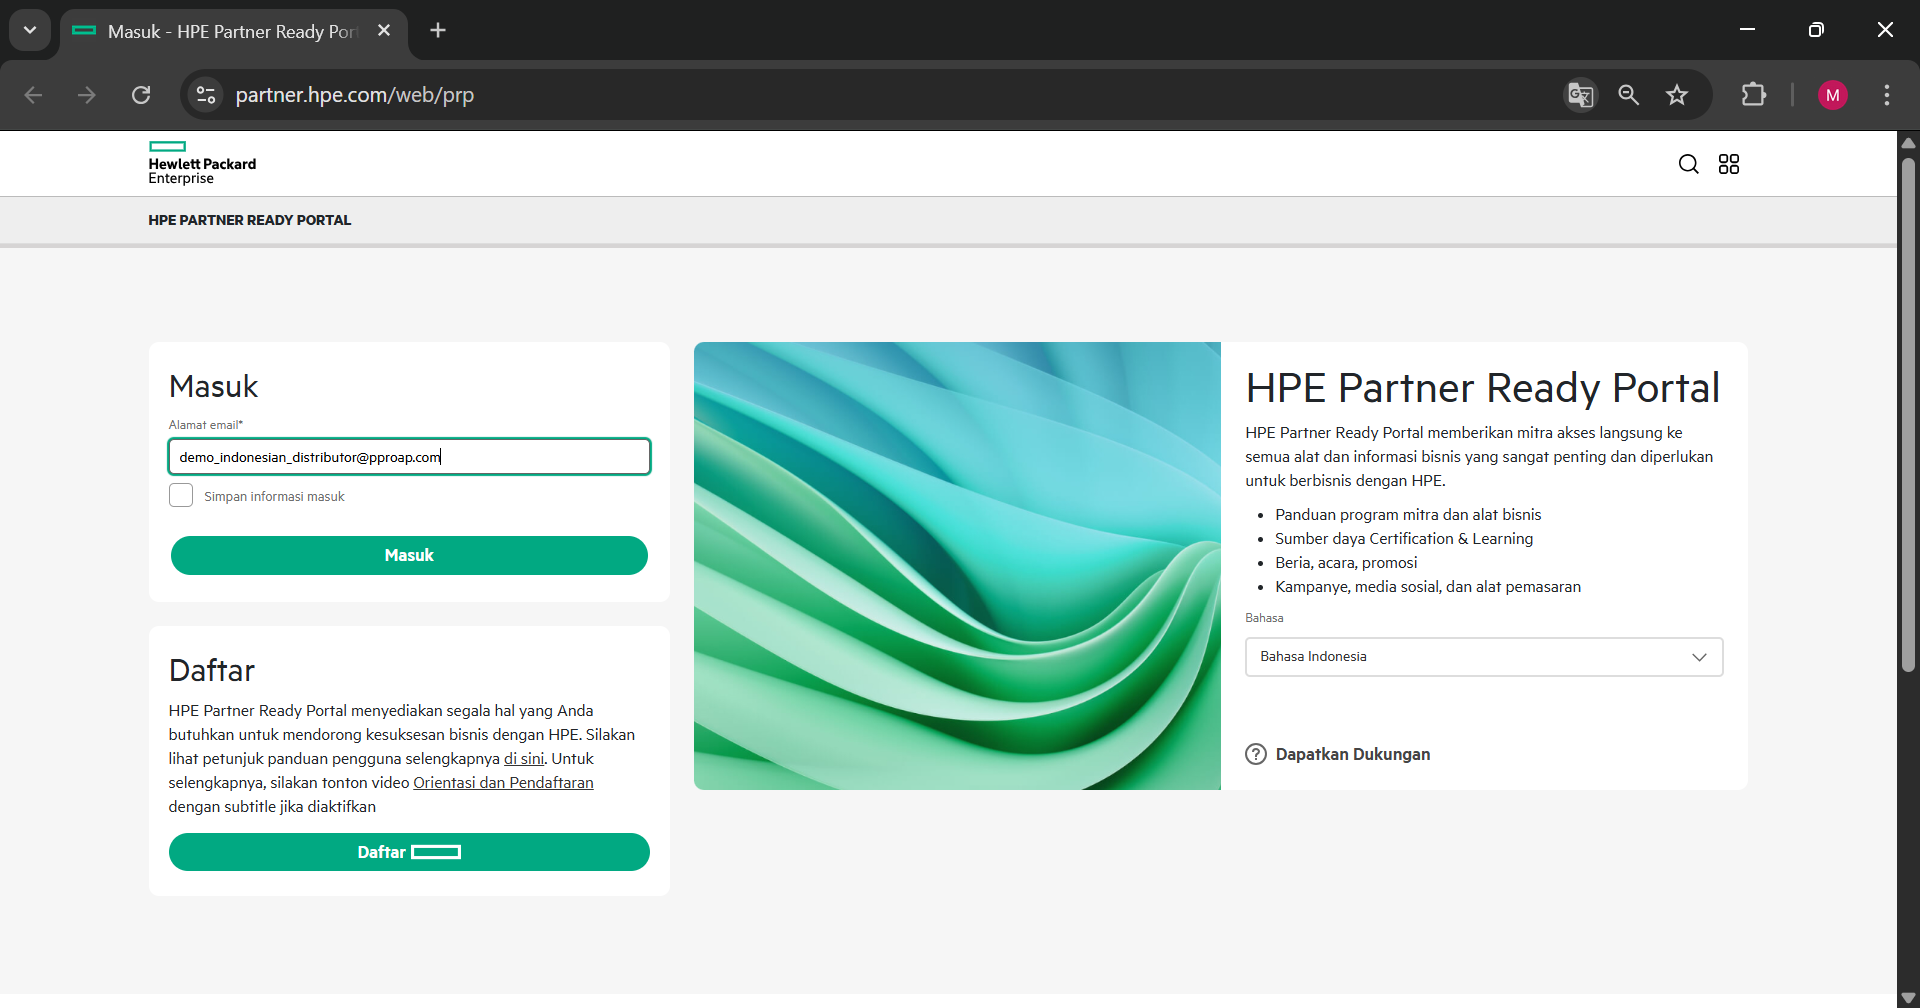 Masuk - HPE Partner Ready Por
partner.hpe.com/web/prp
M
Hewlett Packard
Enterprise
HPE PARTNER READY PORTAL
Masuk
Alamat email*
demo_indonesian_distributor@pproap.com
Simpan informasi masuk
Masuk
Daftar
HPE Partner Ready Portal menyediakan segala hal yang Anda
butuhkan untuk mendorong kesuksesan bisnis dengan HPE. Silakan
lihat petunjuk panduan pengguna selengkapnya di sini. Untuk
selengkapnya, silakan tonton video Orientasi dan Pendaftaran
dengan subtitle jika diaktifkan
Daftar
HPE Partner Ready Portal
HPE Partner Ready Portal memberikan mitra akses langsung ke
semua alat dan informasi bisnis yang sangat penting dan diperlukan
untuk berbisnis dengan HPE.
• Panduan program mitra dan alat bisnis
• Sumber daya Certification & Learning
• Beria, acara, promosi
• Kampanye, media sosial, dan alat pemasaran
Bahasa
Bahasa Indonesia
Dapatkan Dukungan